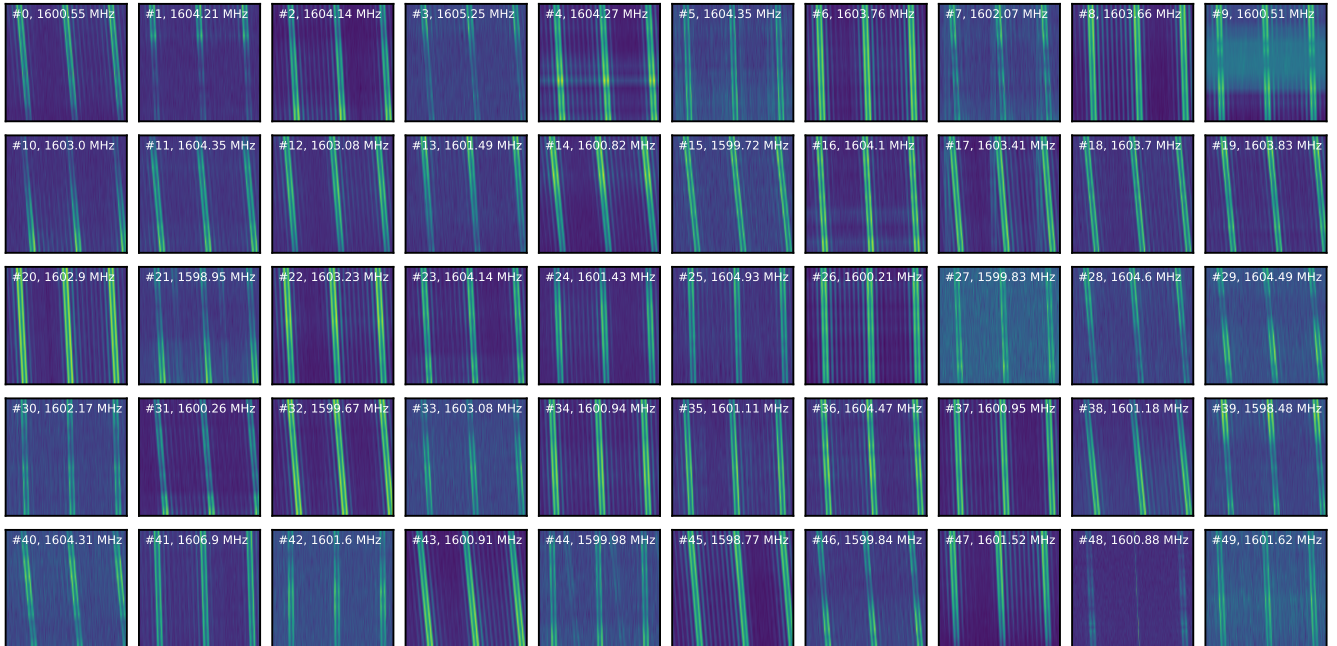 #0, 1600.55 MHz
#1, 1604.21 MHz
#2, 1604.14 MHz
#3, 1605.25 MHz
#4, 1604.27 MHz
#5, 1604.35 MHz
#6, 1603.76 MHz
#7, 1602.07 MHz
#8, 1603.66 MHz
#9, 1600.51 MHz
#10, 1603.0 MHz
#11, 1604.35 MHz
#12, 1603.08 MHz
#13, 1601.49 MHz
#14, 1600.82 MHz
#15, 1599.72 MHz
#16, 1604.1 MHz
#17, 1603.41 MHz
#18, 1603.7 MHz
#19, 1603.83 MHz
#20, 1602.9 MHz
#21, 1598.95 MHz
#22, 1603.23 MHz
#23, 1604.14 MHz
#24, 1601.43 MHz
#25, 1604.93 MHz
#26, 1600.21 MHz
#27, 1599.83 MHz
#28, 1604.6 MHz
#29, 1604.49 MHz
#30, 1602.17 MHz
#31, 1600.26 MHz
#32, 1599.67 MHz
#33, 1603.08 MHz
#34, 1600.94 MHz
#35, 1601.11 MHz
#36, 1604.47 MHz
#37, 1600.95 MHz
#38, 1601.18 MHz
#39, 1598.48 MHz
#40, 1604.31 MHz
#41, 1606.9 MHz
#42, 1601.6 MHz
#43, 1600.91 MHz
#44, 1599.98 MHz
#45, 1598.77 MHz
#46, 1599.84 MHz
#47, 1601.52 MHz
#48, 1600.88 MHz
#49, 1601.62 MHz